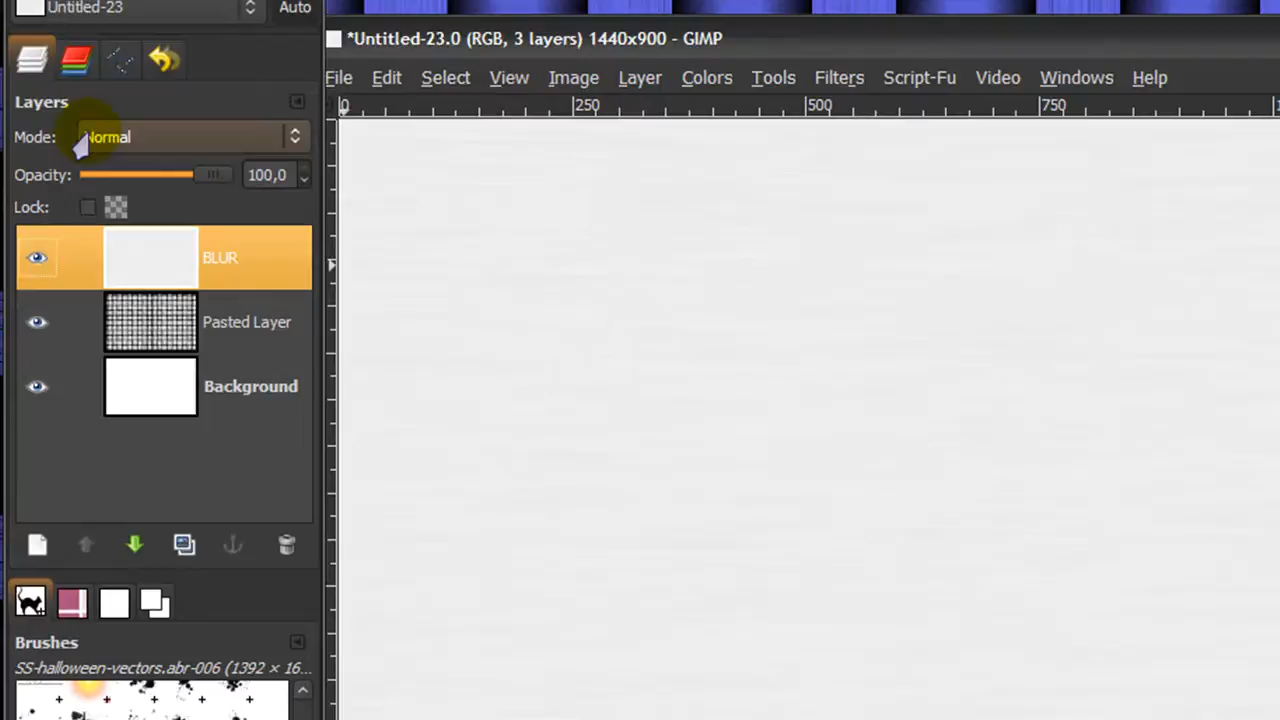 Untitled-23
Auto
*Untitled-23.0 (RGB, 3 layers) 1440x900 - GIMP
File Edit Select View Image Layer Colors Tools Filters Script-Fu Video Windows Help
Layers
0 250 500 750
Mode: Normal
Opacity: 100,0
Lock:
BLUR
Pasted Layer
Background
Brushes
SS-halloween-vectors.abr-006 (1392 × 16...